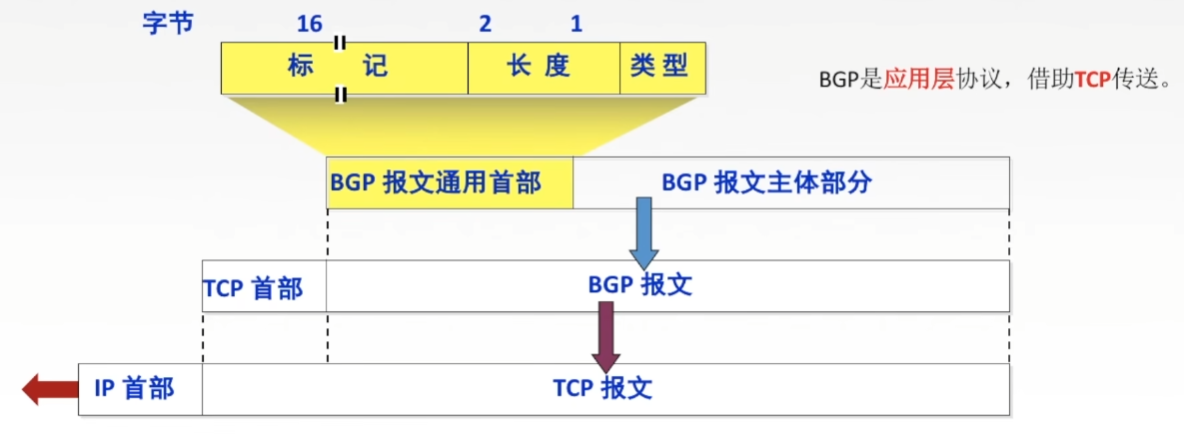 字节 16 2 1
标 记 长 度 类 型
BGP是应用层协议，借助TCP传送。
BGP 报文通用首部 BGP 报文主体部分
TCP 首部 BGP 报文
IP 首部 TCP 报文